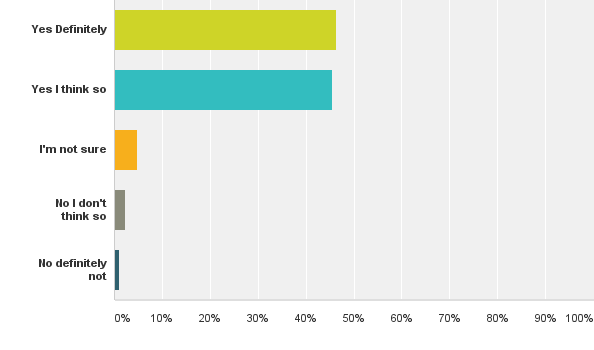 Yes Definitely
Yes I think so
I'm not sure
No I don't
think so
No definitely
not
0% 10% 20% 30% 40% 50% 60% 70% 80% 90% 100%